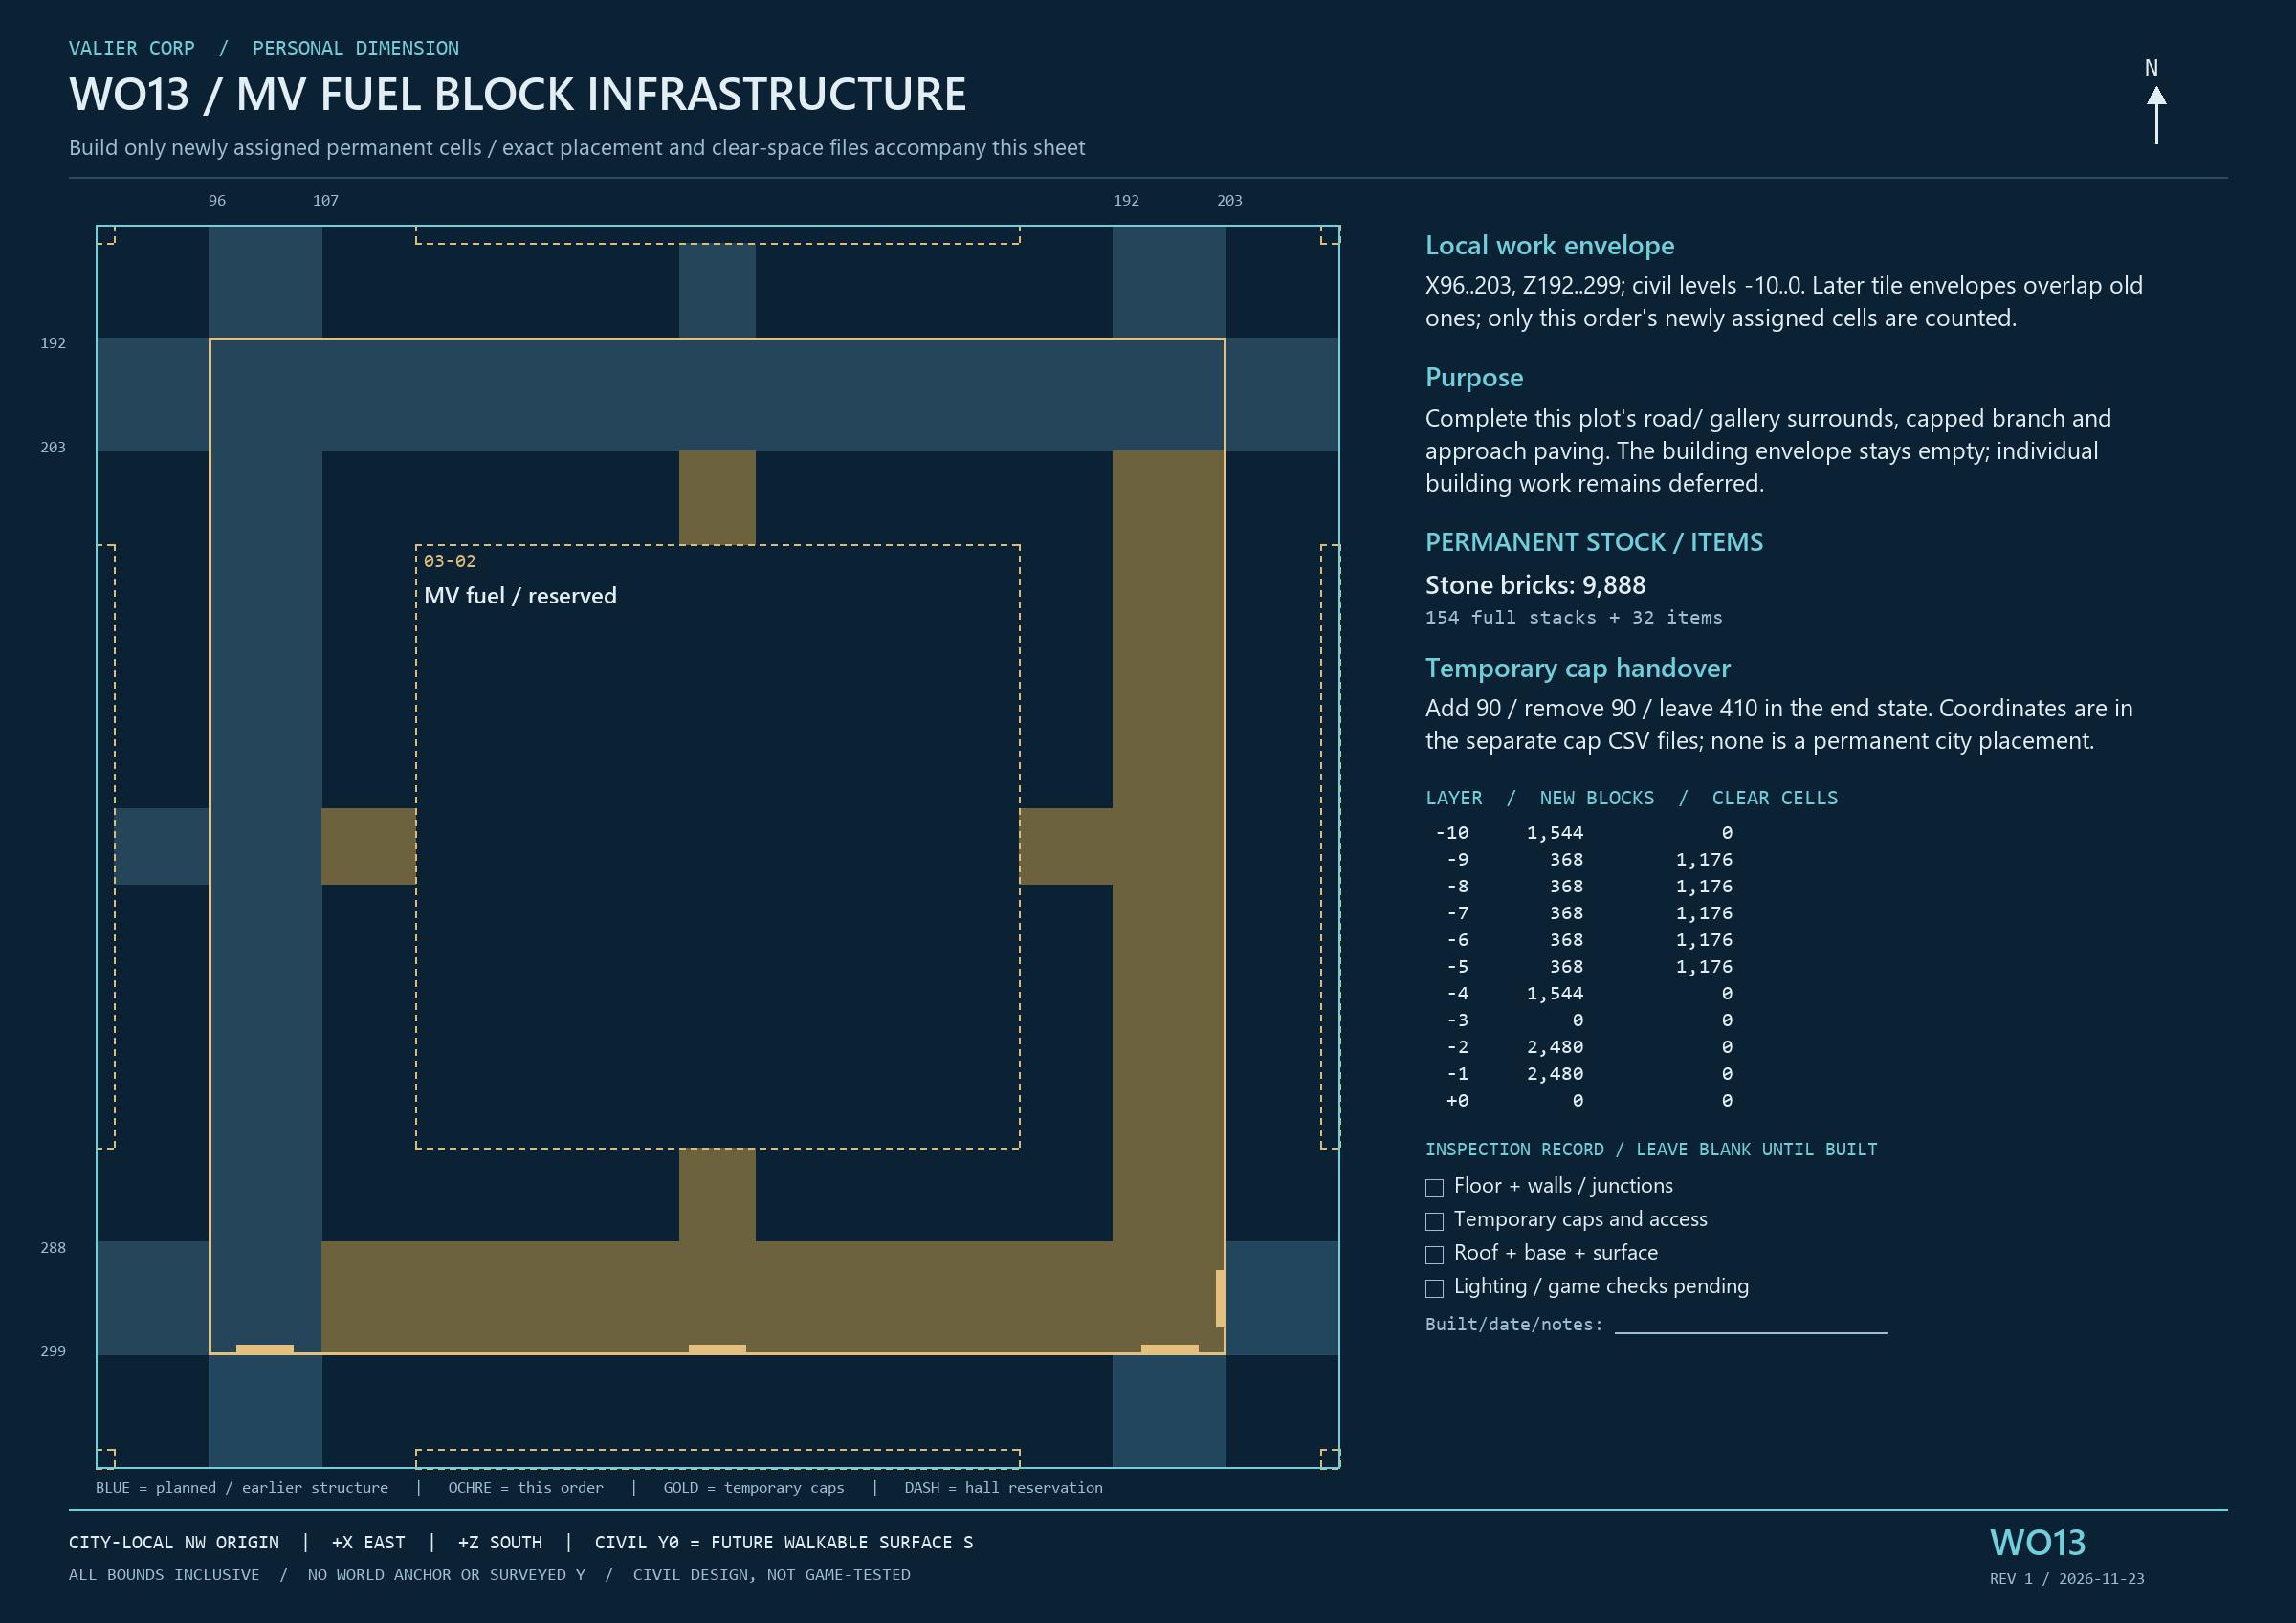 VALIER CORP / PERSONAL DIMENSION
WO13 / MV FUEL BLOCK INFRASTRUCTURE
Build only newly assigned permanent cells / exact placement and clear-space files accompany this sheet
N
96
107
192
203
192
203
288
299
03-02
MV fuel / reserved
Local work envelope
X96..203, Z192..299; civil levels -10..0. Later tile envelopes overlap old
ones; only this order's newly assigned cells are counted.
Purpose
Complete this plot's road/ gallery surrounds, capped branch and
approach paving. The building envelope stays empty; individual
building work remains deferred.
PERMANENT STOCK / ITEMS
Stone bricks: 9,888
154 full stacks + 32 items
Temporary cap handover
Add 90 / remove 90 / leave 410 in the end state. Coordinates are in
the separate cap CSV files; none is a permanent city placement.
LAYER / NEW BLOCKS / CLEAR CELLS
-10 1,544 0
-9 368 1,176
-8 368 1,176
-7 368 1,176
-6 368 1,176
-5 368 1,176
-4 1,544 0
-3 0 0
-2 2,480 0
-1 2,480 0
+0 0 0
INSPECTION RECORD / LEAVE BLANK UNTIL BUILT
Floor + walls / junctions
Temporary caps and access
Roof + base + surface
Lighting / game checks pending
Built/date/notes:
BLUE = planned / earlier structure | OCHRE = this order | GOLD = temporary caps | DASH = hall reservation
CITY-LOCAL NW ORIGIN | +X EAST | +Z SOUTH | CIVIL Y0 = FUTURE WALKABLE SURFACE S
ALL BOUNDS INCLUSIVE / NO WORLD ANCHOR OR SURVEYED Y / CIVIL DESIGN, NOT GAME-TESTED
WO13
REV 1 / 2026-11-23